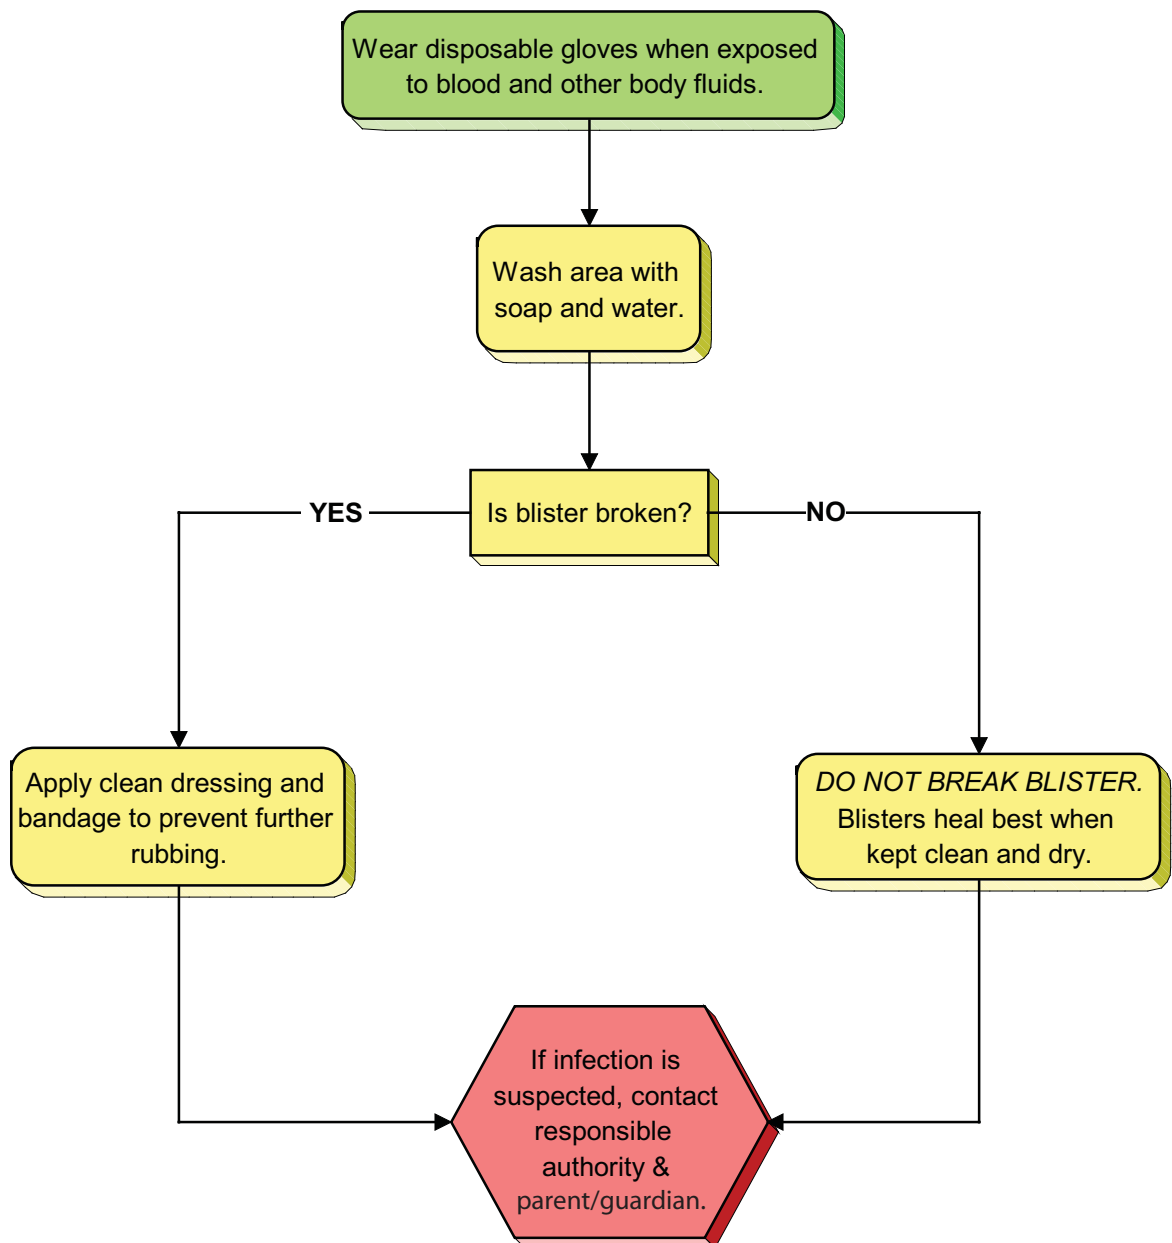 Wear disposable gloves when exposed
to blood and other body fluids.
Wash area with
soap and water.
Is blister broken?
YES
NO
Apply clean dressing and
bandage to prevent further
rubbing.
DO NOT BREAK BLISTER.
Blisters heal best when
kept clean and dry.
If infection is
suspected, contact
responsible
authority &
parent/guardian.